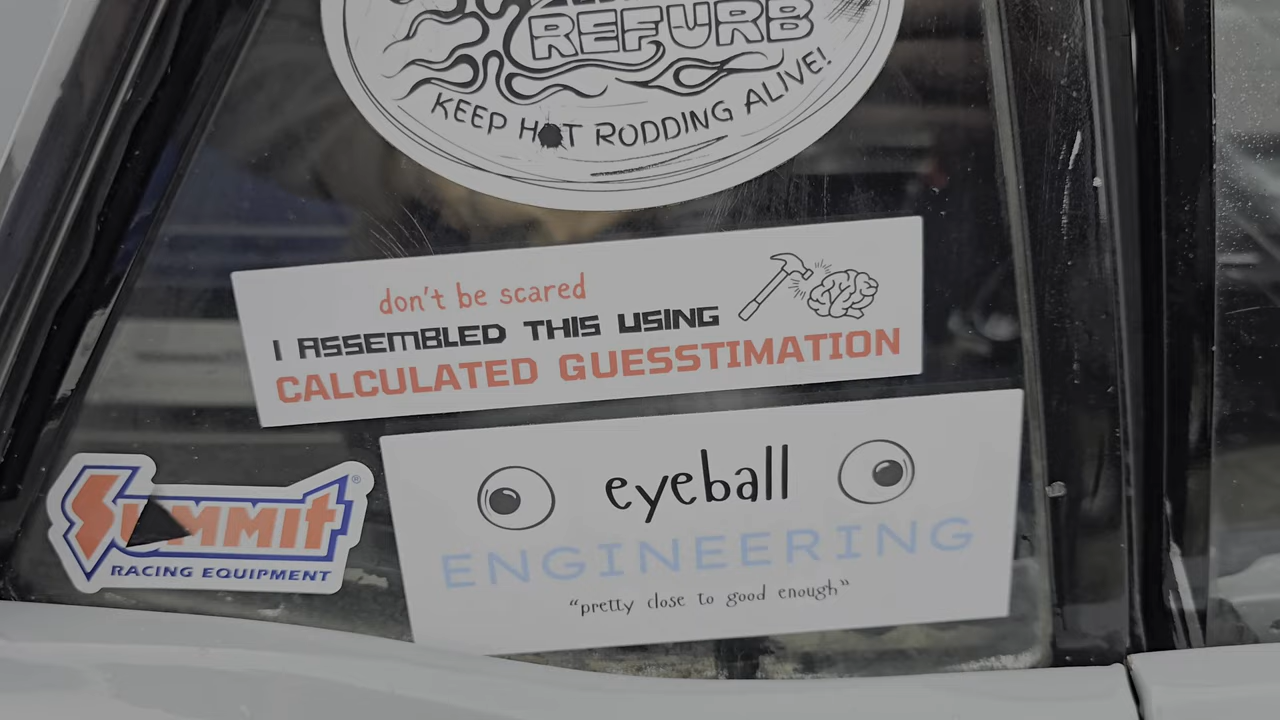 REFURB
KEEP HOT RODDING ALIVE!
don't be scared
I ASSEMBLED THIS USING
CALCULATED GUESSTIMATION
eyeball
ENGINEERING
"pretty close to good enough"
Summit ®
RACING EQUIPMENT